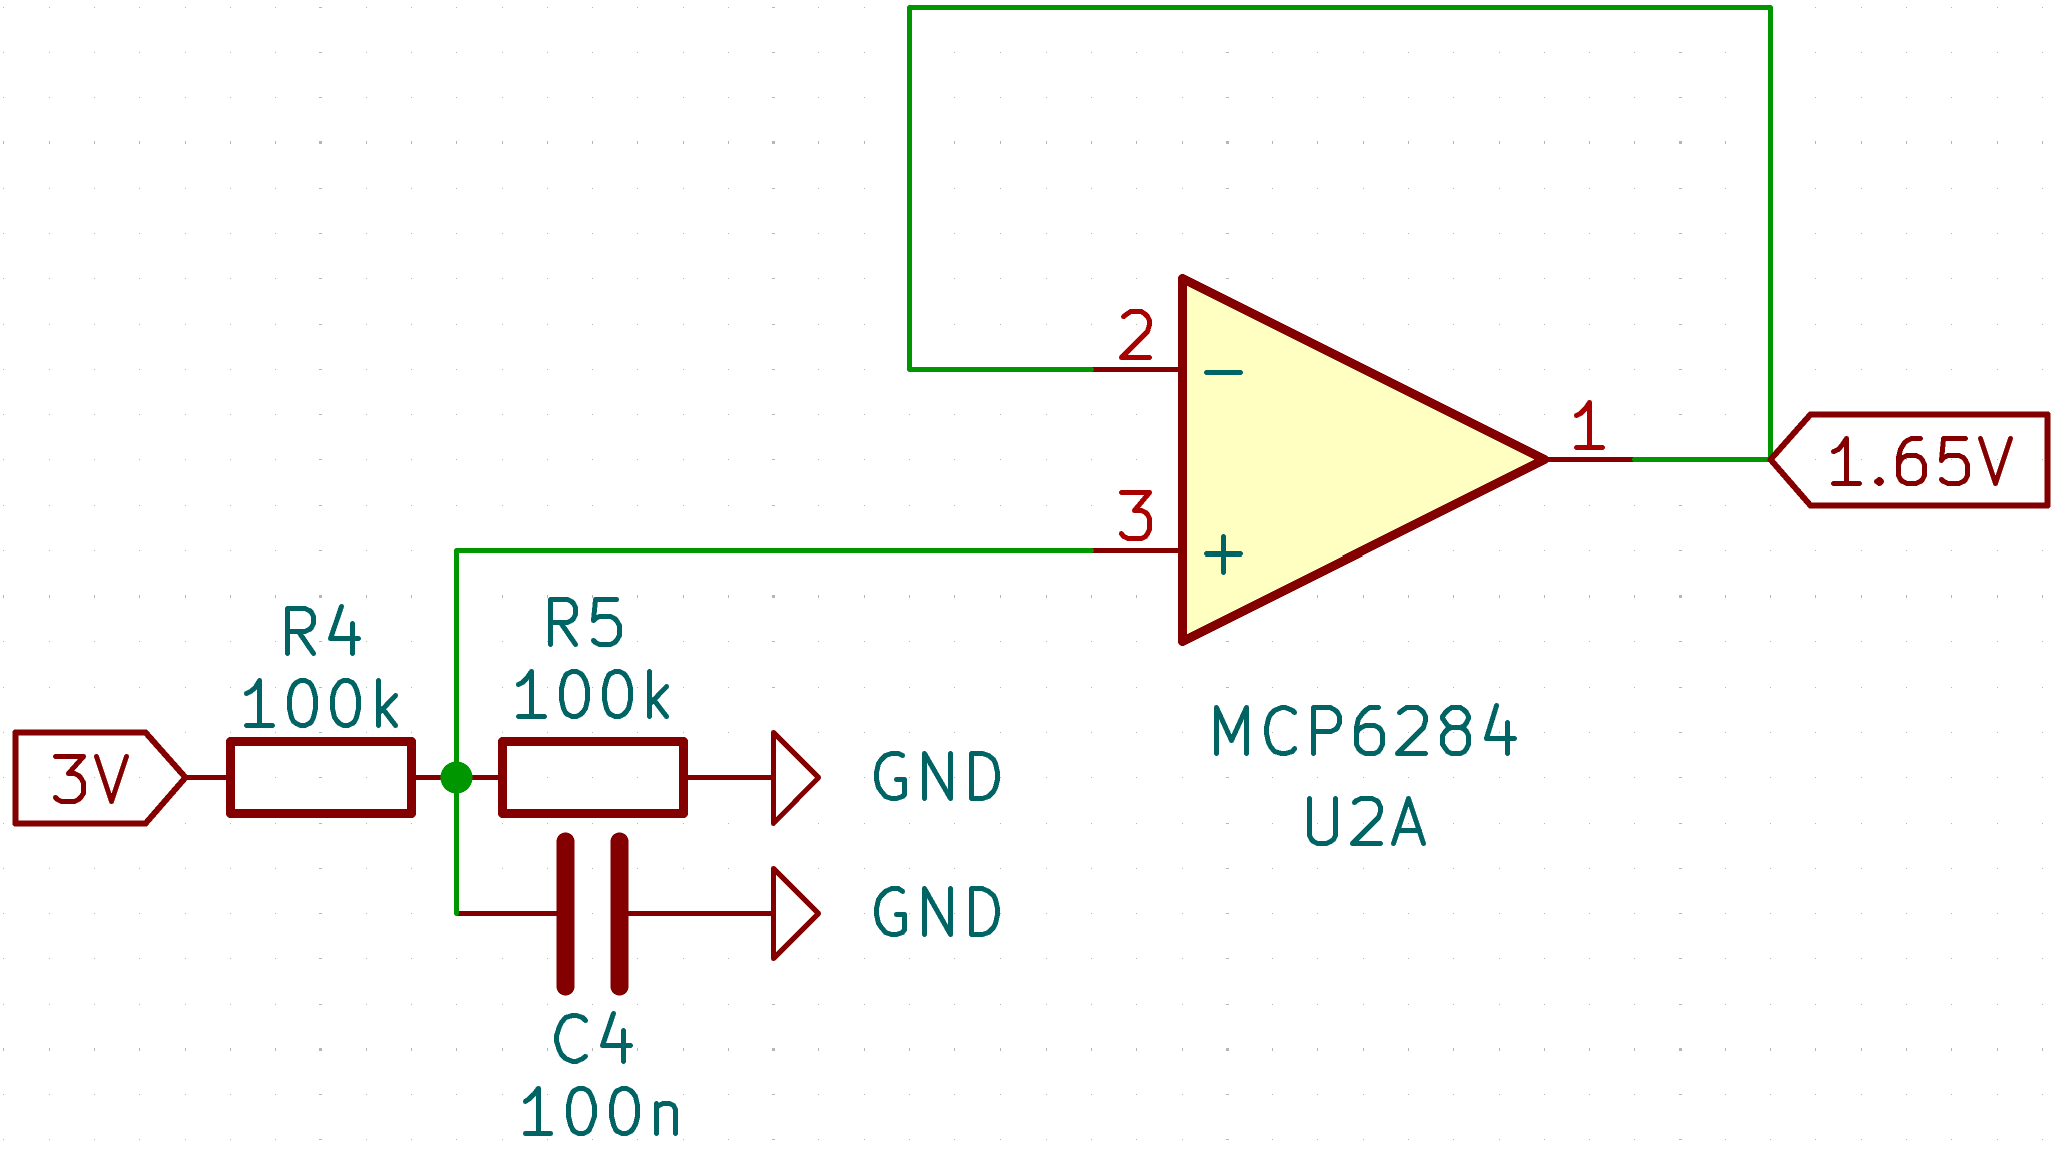 2
1
1.65V
3
R4
100k
R5
100k
3V
GND
MCP6284
U2A
GND
C4
100n